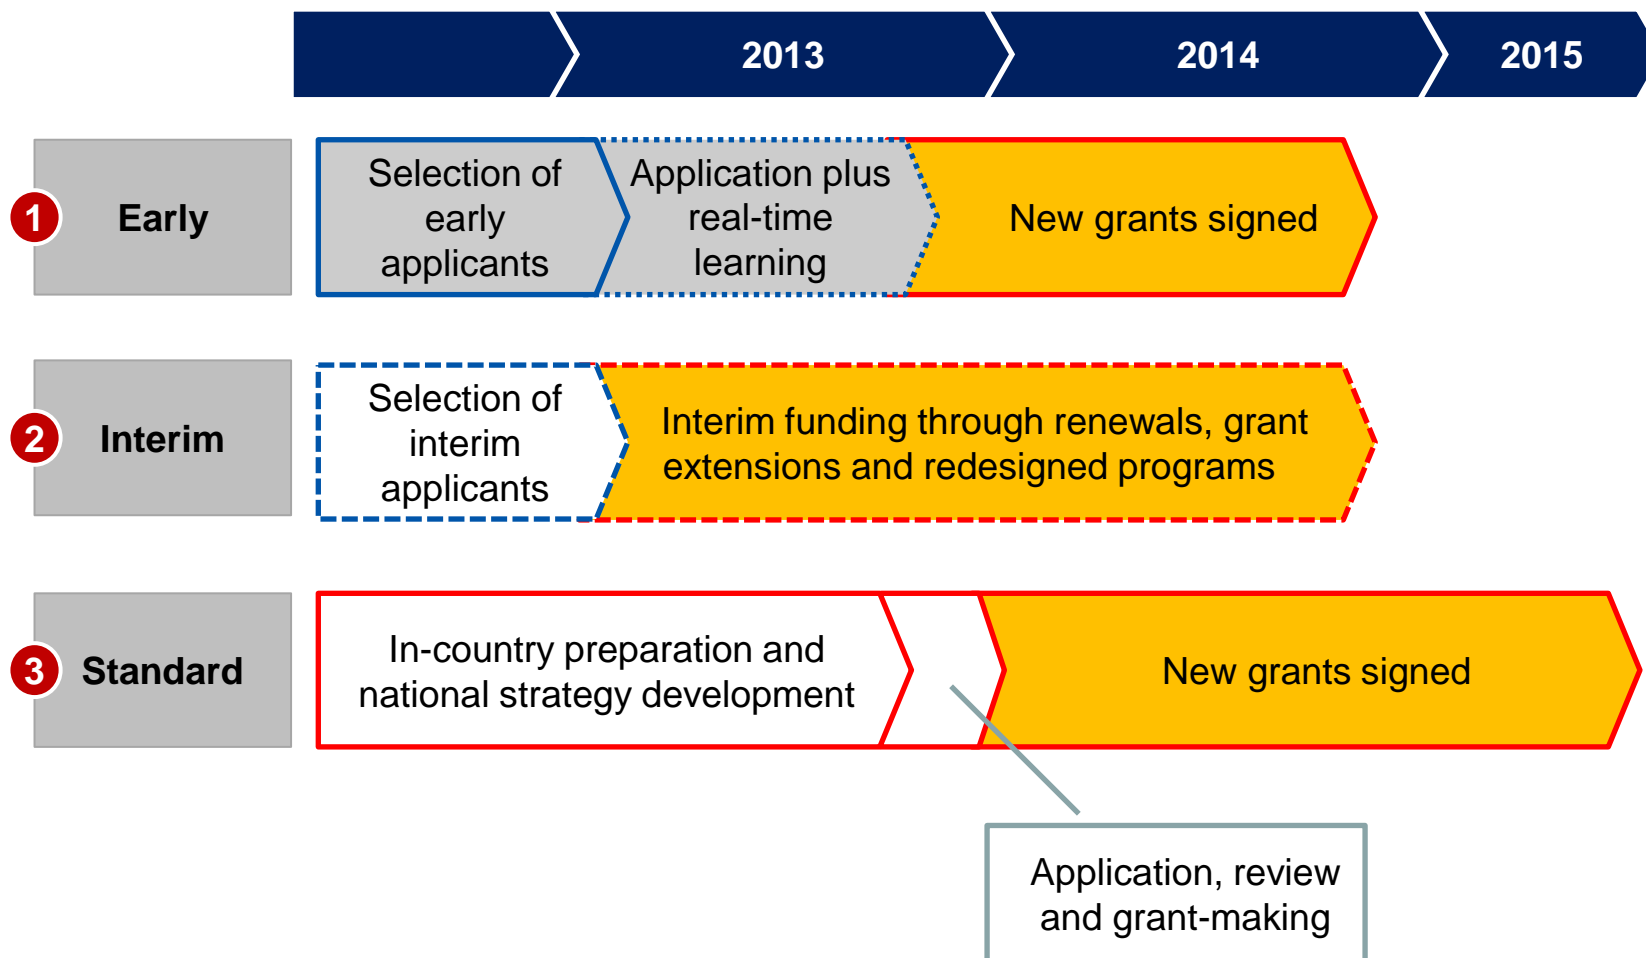 2013
2014
2015
1
Early
Selection of
early
applicants
Application plus
real-time
learning
New grants signed
2
Interim
Selection of
interim
applicants
Interim funding through renewals, grant
extensions and redesigned programs
3
Standard
In-country preparation and
national strategy development
New grants signed
Application, review
and grant-making